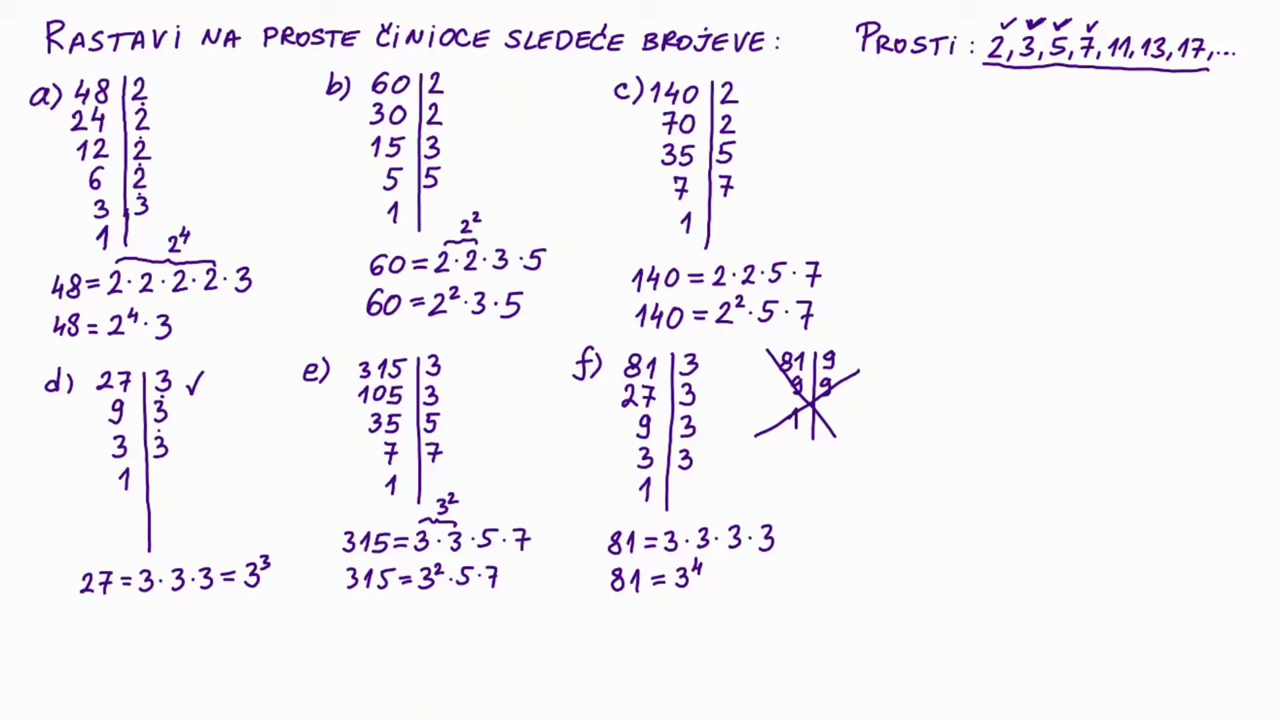 RASTAVI NA PROSTE ČINIOCE SLEDEĆE BROJEVE :
PROSTI : 2, 3, 5, 7, 11, 13, 17, ...
a) 48 | 2
24 | 2
12 | 2
6 | 2
3 | 3
1 |
2⁴
48 = 2 · 2 · 2 · 2 · 3
48 = 2⁴ · 3
b) 60 | 2
30 | 2
15 | 3
5 | 5
1 |
2²
60 = 2 · 2 · 3 · 5
60 = 2² · 3 · 5
c) 140 | 2
70 | 2
35 | 5
7 | 7
1 |
140 = 2 · 2 · 5 · 7
140 = 2² · 5 · 7
d) 27 | 3 ✓
9 | 3
3 | 3
1 |
27 = 3 · 3 · 3 = 3³
e) 315 | 3
105 | 3
35 | 5
7 | 7
1 |
3²
315 = 3 · 3 · 5 · 7
315 = 3² · 5 · 7
f) 81 | 3
27 | 3
9 | 3
3 | 3
1 |
81 = 3 · 3 · 3 · 3
81 = 3⁴
81 | 9
9 | 9
1 |